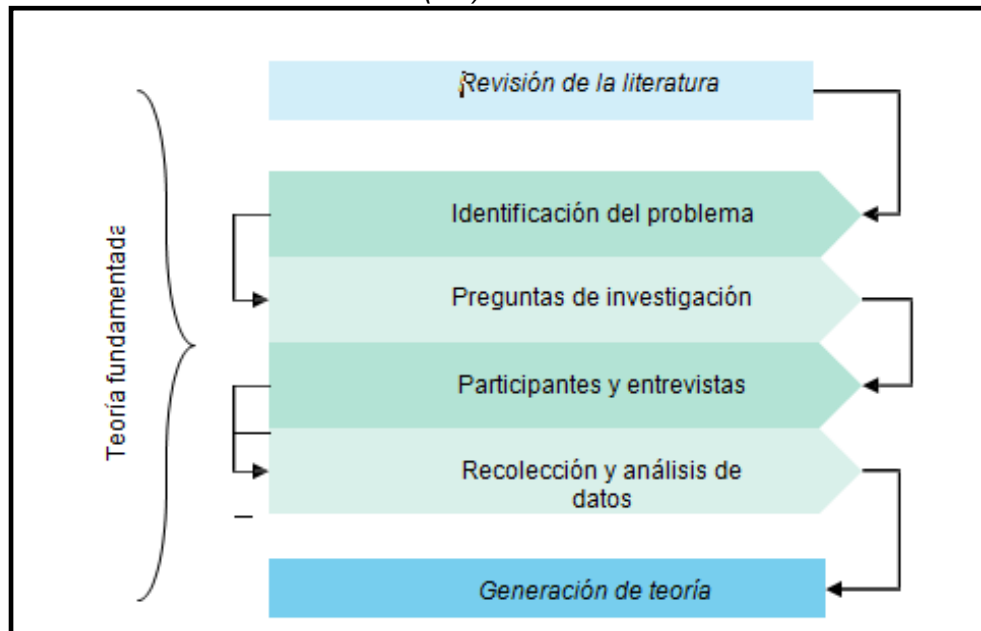 Revisión de la literatura
Identificación del problema
Preguntas de investigación
Participantes y entrevistas
Recolección y análisis de
datos
Generación de teoría
Teoría fundamentada